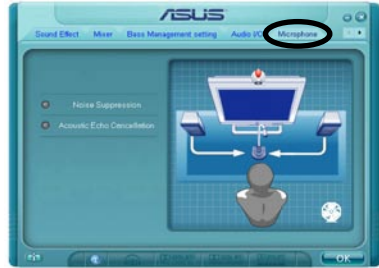 ASUS
Sound Effect Mixer Bass Management setting Audio I/O Microphone
Noise Suppression
Acoustic Echo Cancellation
OK